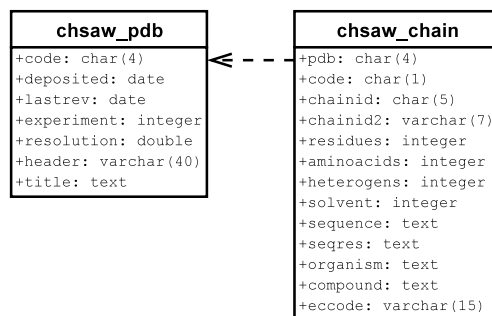 chsaw_pdb
+code: char(4)
+deposited: date
+lastrev: date
+experiment: integer
+resolution: double
+header: varchar(40)
+title: text
chsaw_chain
+pdb: char(4)
+code: char(1)
+chainid: char(5)
+chainid2: varchar(7)
+residues: integer
+aminoacids: integer
+heterogens: integer
+solvent: integer
+sequence: text
+seqres: text
+organism: text
+compound: text
+eccode: varchar(15)